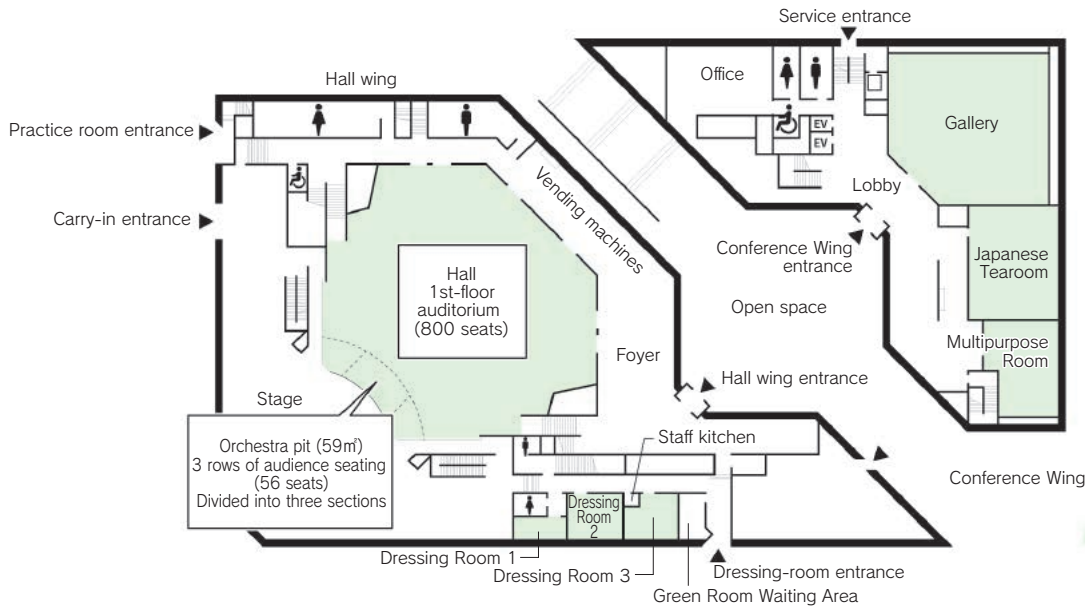 Service entrance
Hall wing
Office
Practice room entrance
EV
EV
Gallery
Lobby
Vending machines
Carry-in entrance
Conference Wing
entrance
Japanese
Tearoom
Hall
1st-floor
auditorium
(800 seats)
Open space
Multipurpose
Room
Foyer
Hall wing entrance
Stage
Orchestra pit (59㎡)
3 rows of audience seating
(56 seats)
Divided into three sections
Staff kitchen
Conference Wing
Dressing
Room
2
Dressing Room 1
Dressing Room 3
Dressing-room entrance
Green Room Waiting Area